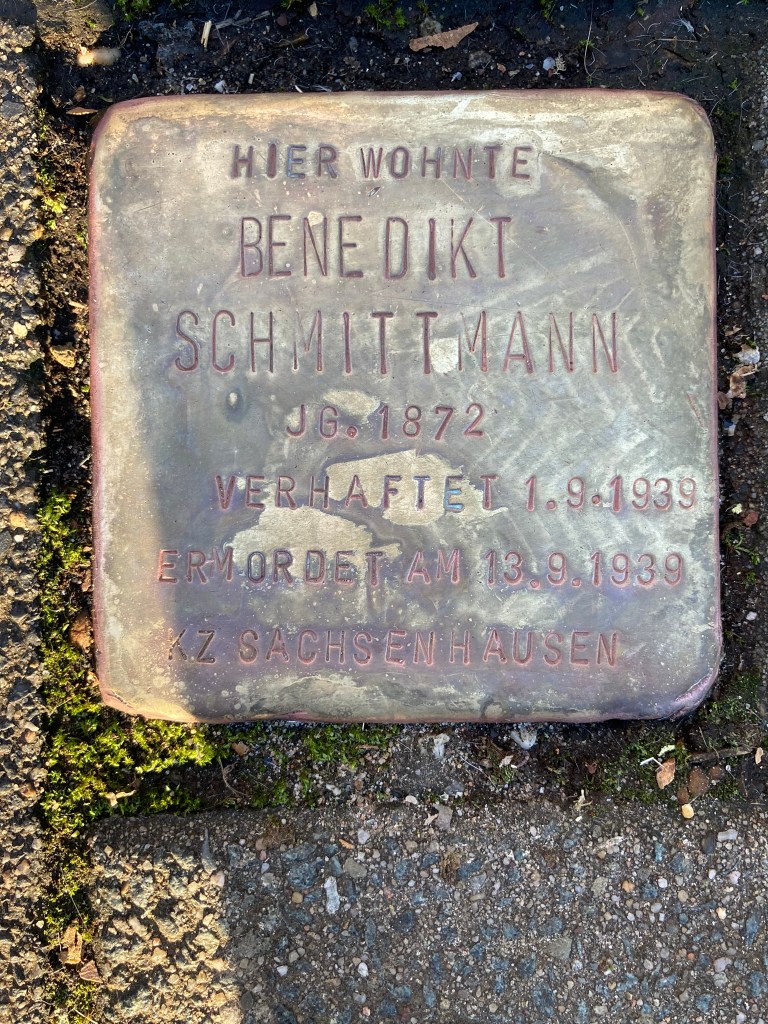 HIER WOHNTE
BENEDIKT
SCHMITTMANN
JG. 1872
VERHAFTET 1.9.1939
ERMORDET AM 13.9.1939
KZ SACHSENHAUSEN